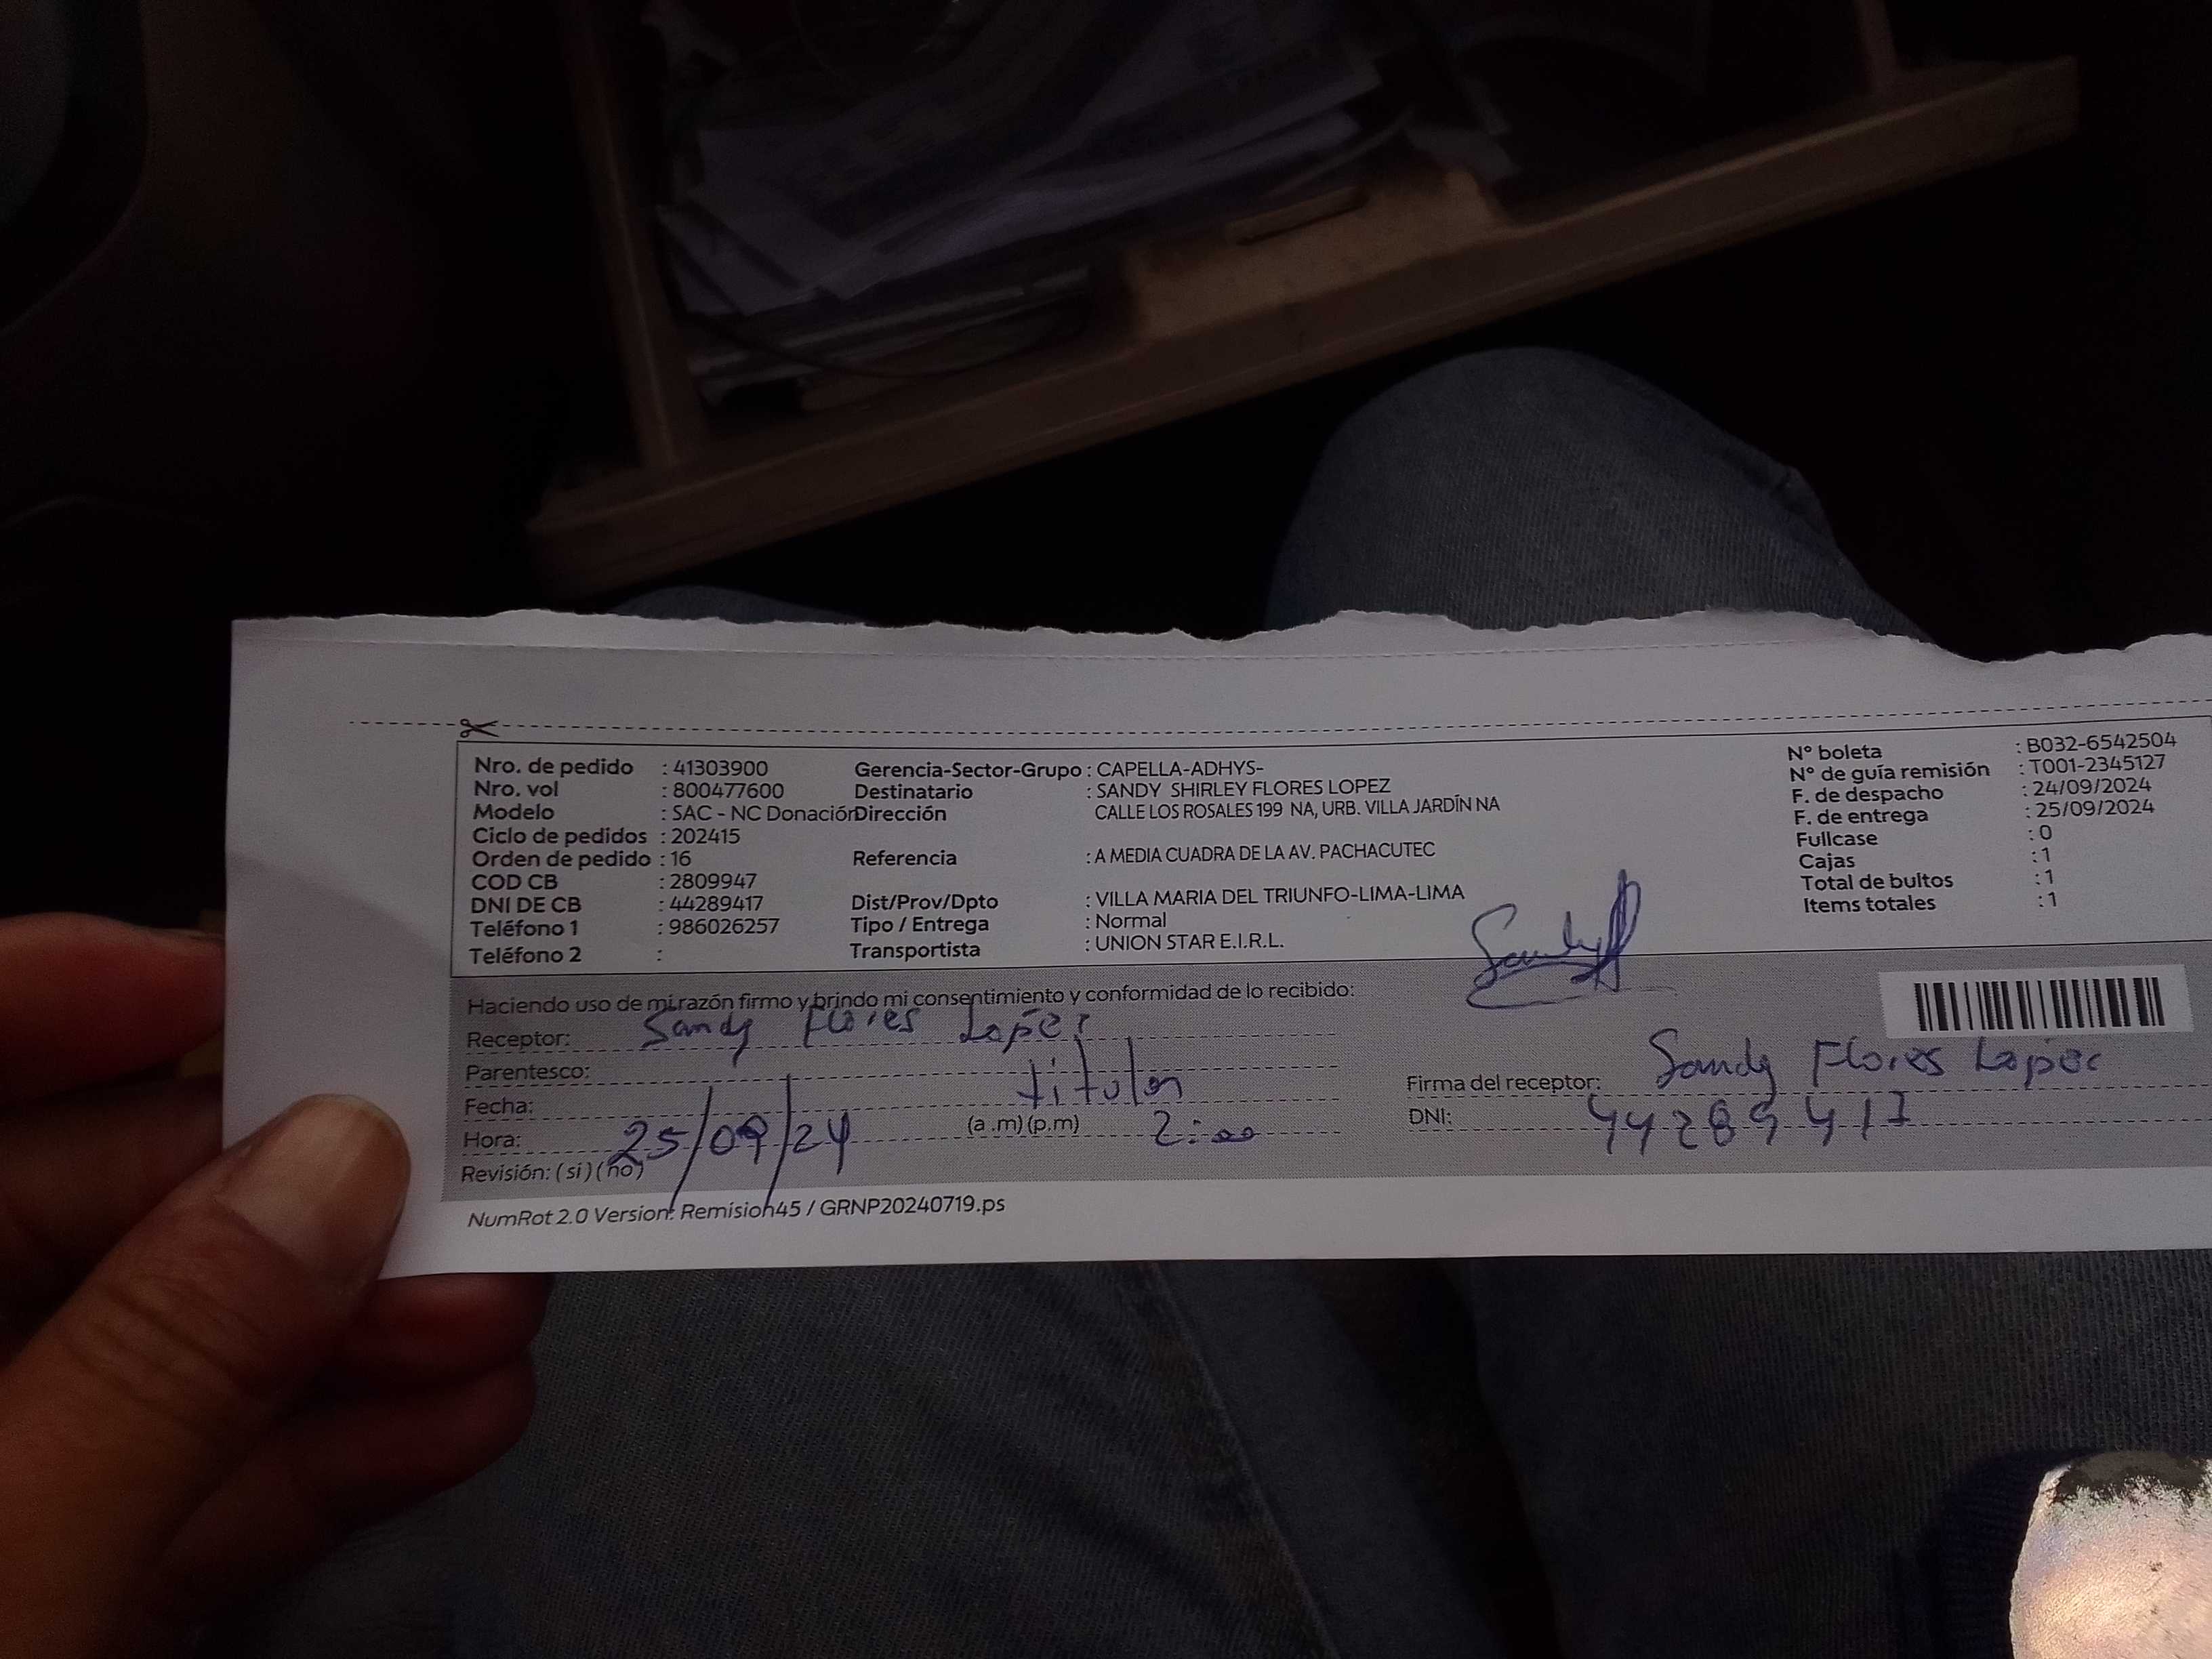 Nro. de pedido : 41303900 Gerencia-Sector-Grupo : CAPELLA-ADHYS- N° boleta : B032-6542504
Nro. vol : 800477600 Destinatario : SANDY SHIRLEY FLORES LOPEZ N° de guía remisión : T001-2345127
Modelo : SAC - NC Donación Dirección CALLE LOS ROSALES 199 NA, URB. VILLA JARDÍN NA F. de despacho : 24/09/2024
Ciclo de pedidos : 202415 F. de entrega : 25/09/2024
Orden de pedido : 16 Referencia : A MEDIA CUADRA DE LA AV. PACHACUTEC Fullcase : 0
COD CB : 2809947 Cajas : 1
DNI DE CB : 44289417 Dist/Prov/Dpto : VILLA MARIA DEL TRIUNFO-LIMA-LIMA Total de bultos : 1
Teléfono 1 : 986026257 Tipo / Entrega : Normal Items totales : 1
Teléfono 2 : Transportista : UNION STAR E.I.R.L.
Sandy
Haciendo uso de mi razón firmo y brindo mi consentimiento y conformidad de lo recibido:
Receptor: Sandy Flores Lopez
Parentesco: titular Firma del receptor: Sandy Flores Lopez
Fecha: 25/09/24 DNI: 44289417
Hora: (a.m) (p.m) 2:00
Revisión: (si) (no)
NumRot 2.0 Version: Remision45 / GRNP20240719.ps